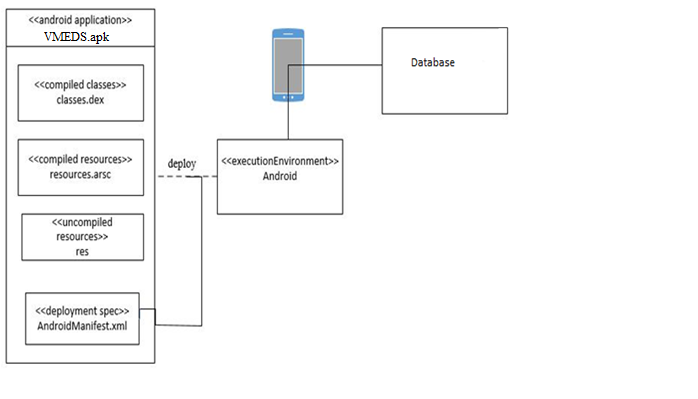 <<android application>>
VMEDS.apk
<<compiled classes>>
classes.dex
<<compiled resources>>
resources.arsc
<<uncompiled
resources>>
res
<<deployment spec>>
AndroidManifest.xml
deploy
<<executionEnvironment>>
Android
Database